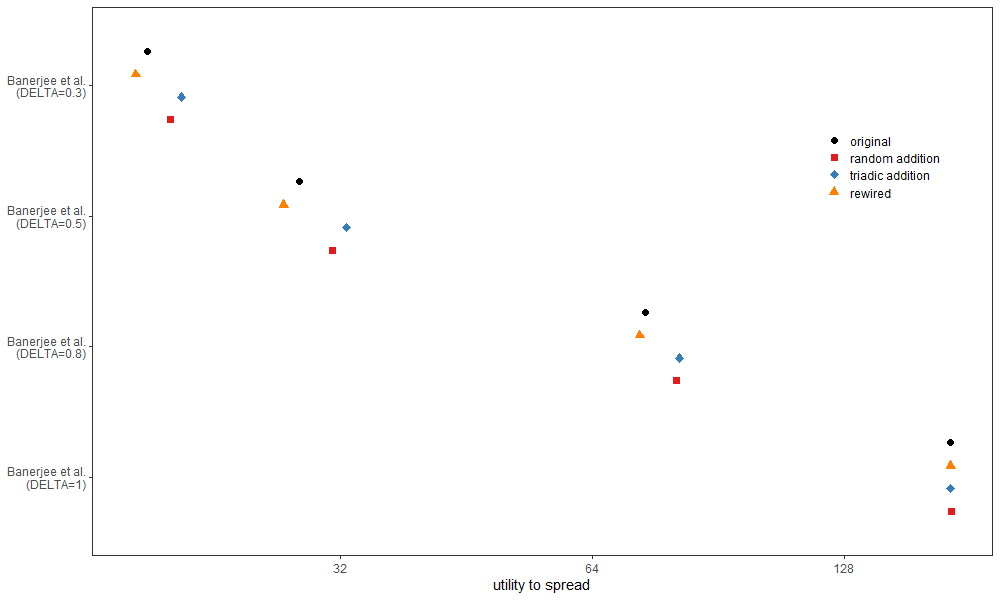 Banerjee et al.
(DELTA=0.3)
original
random addition
triadic addition
rewired
Banerjee et al.
(DELTA=0.5)
Banerjee et al.
(DELTA=0.8)
Banerjee et al.
(DELTA=1)
32
64
128
utility to spread